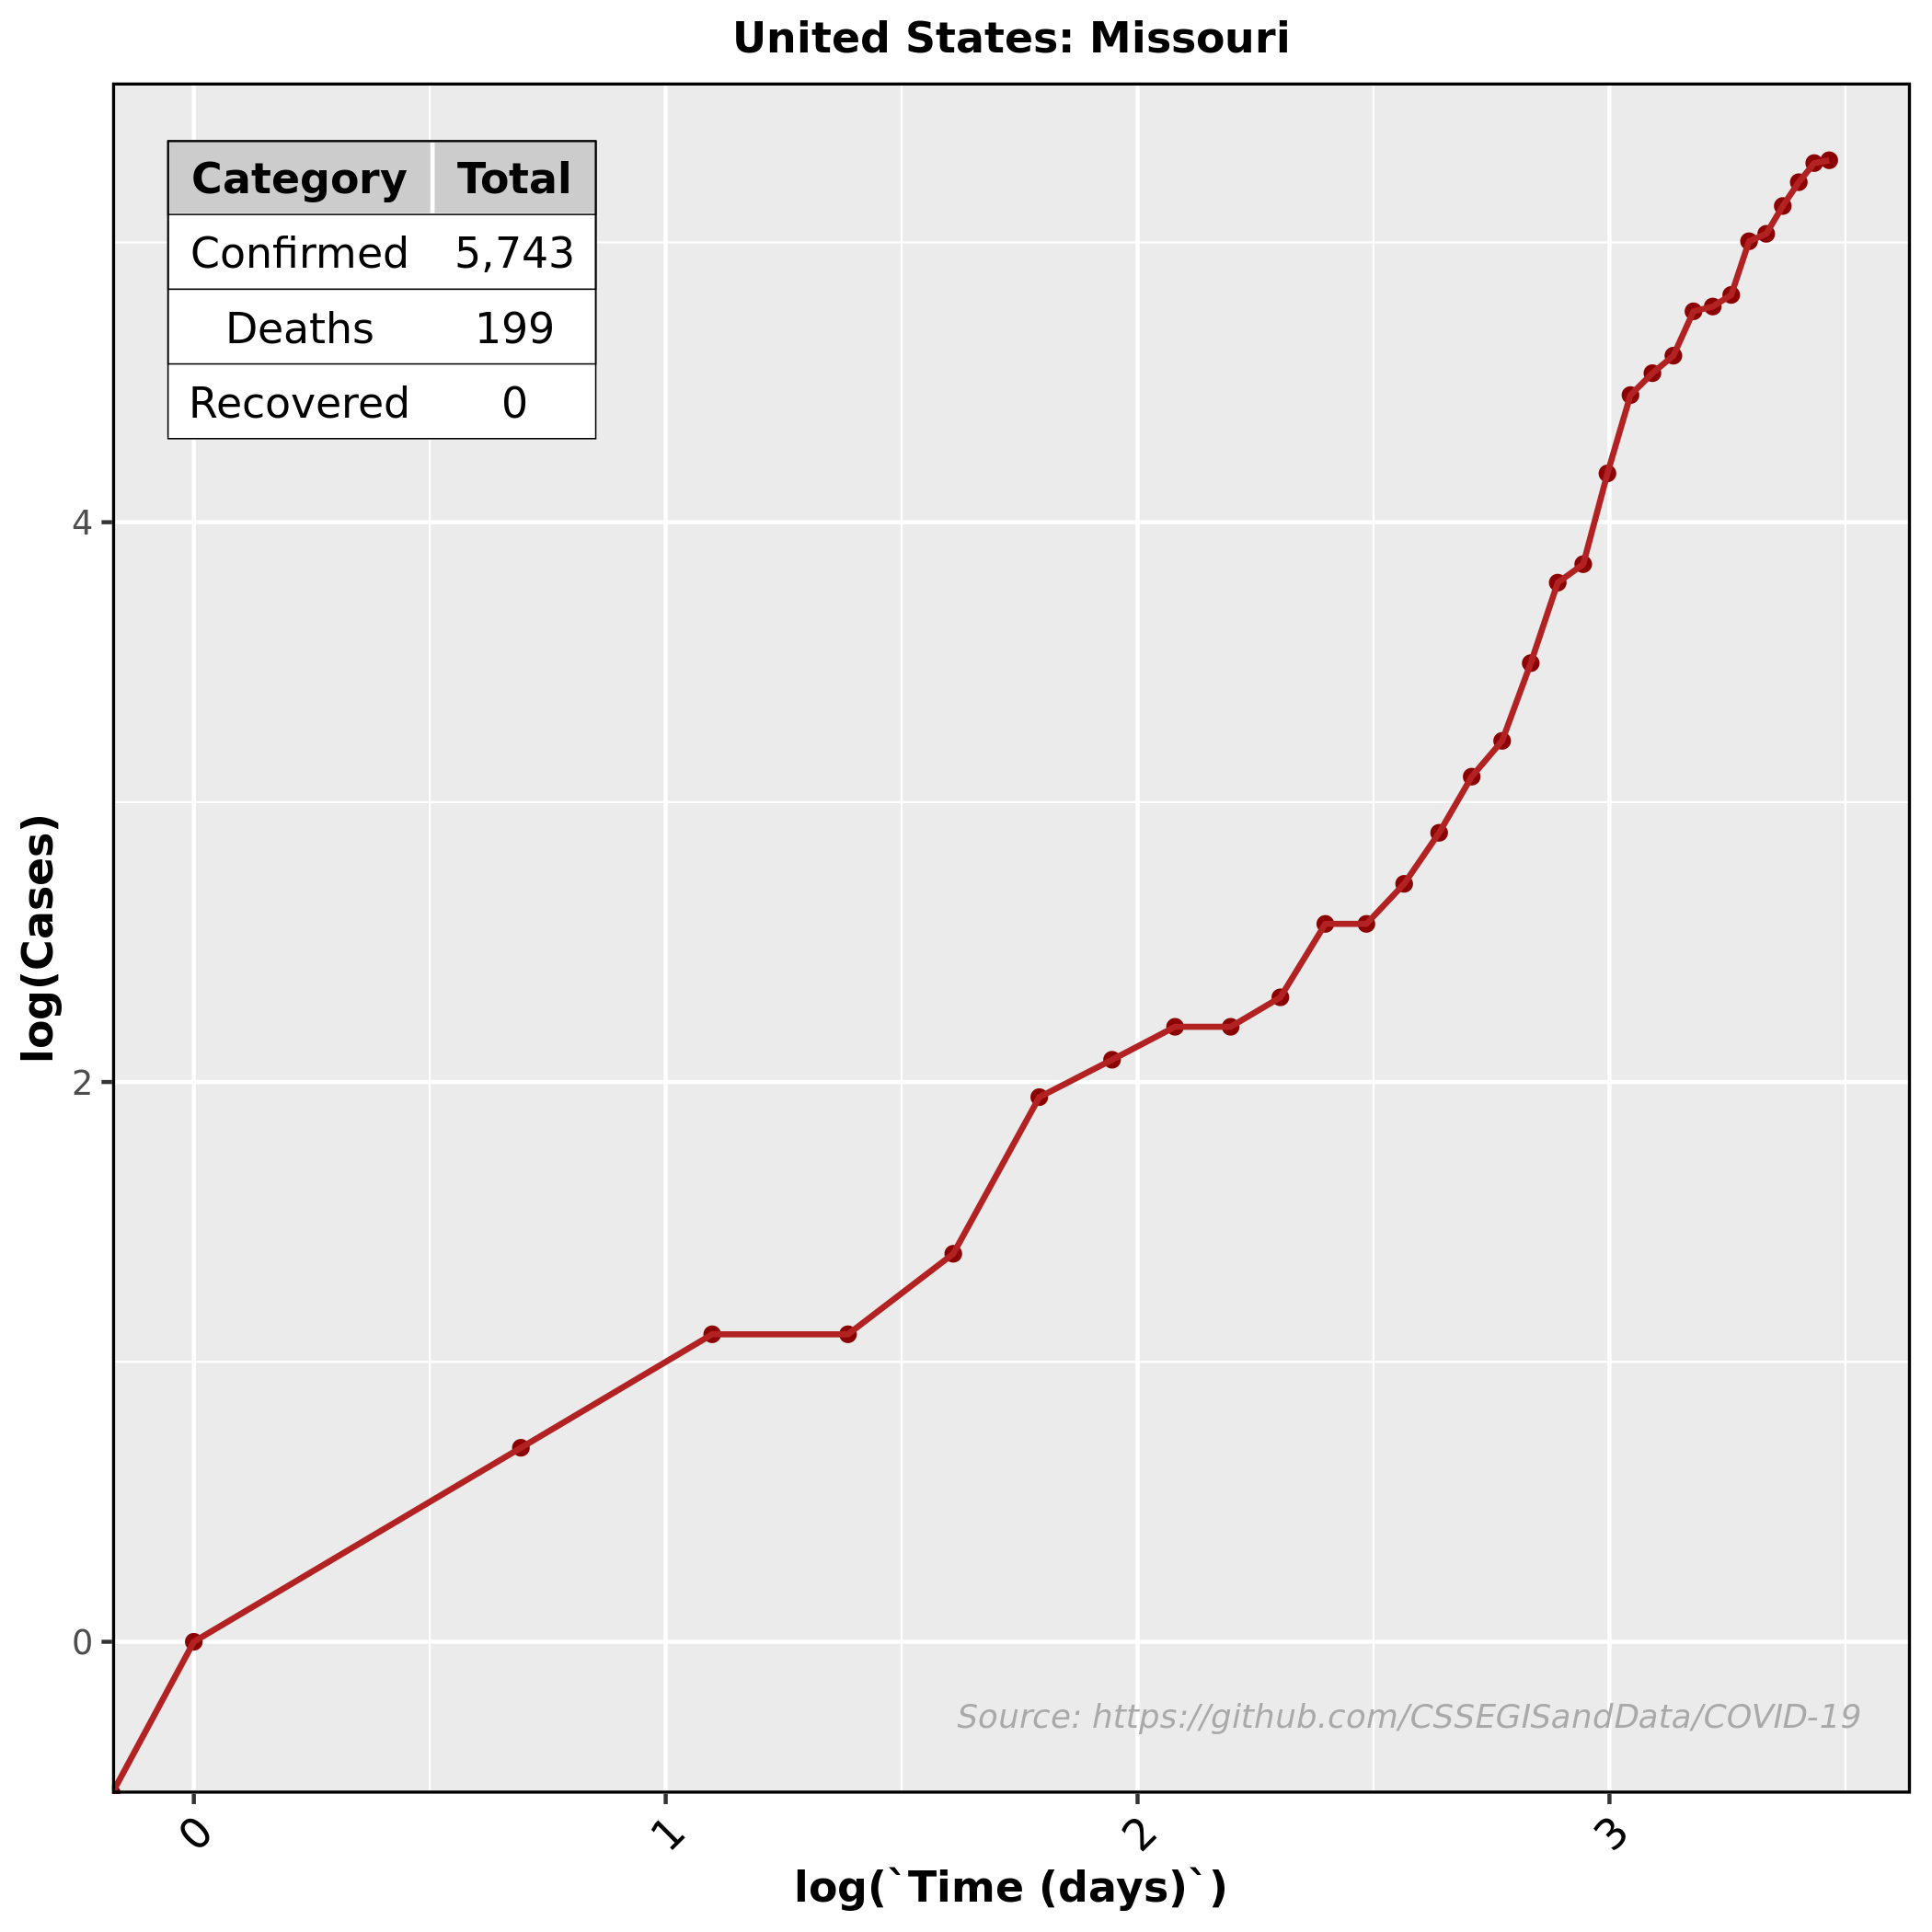 United States: Missouri
Category Total
Confirmed 5,743
Deaths 199
Recovered 0
4
2
0
log(Cases)
Source: https://github.com/CSSEGISandData/COVID-19
0 1 2 3
log(`Time (days)`)